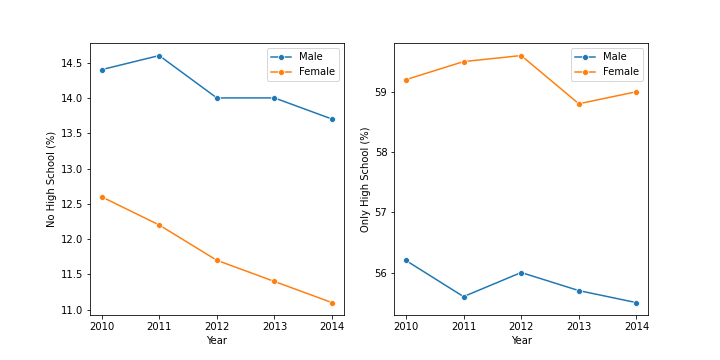 No High School (%)
14.5
14.0
13.5
13.0
12.5
12.0
11.5
11.0
2010 2011 2012 2013 2014
Year
Male
Female
Only High School (%)
59
58
57
56
2010 2011 2012 2013 2014
Year
Male
Female